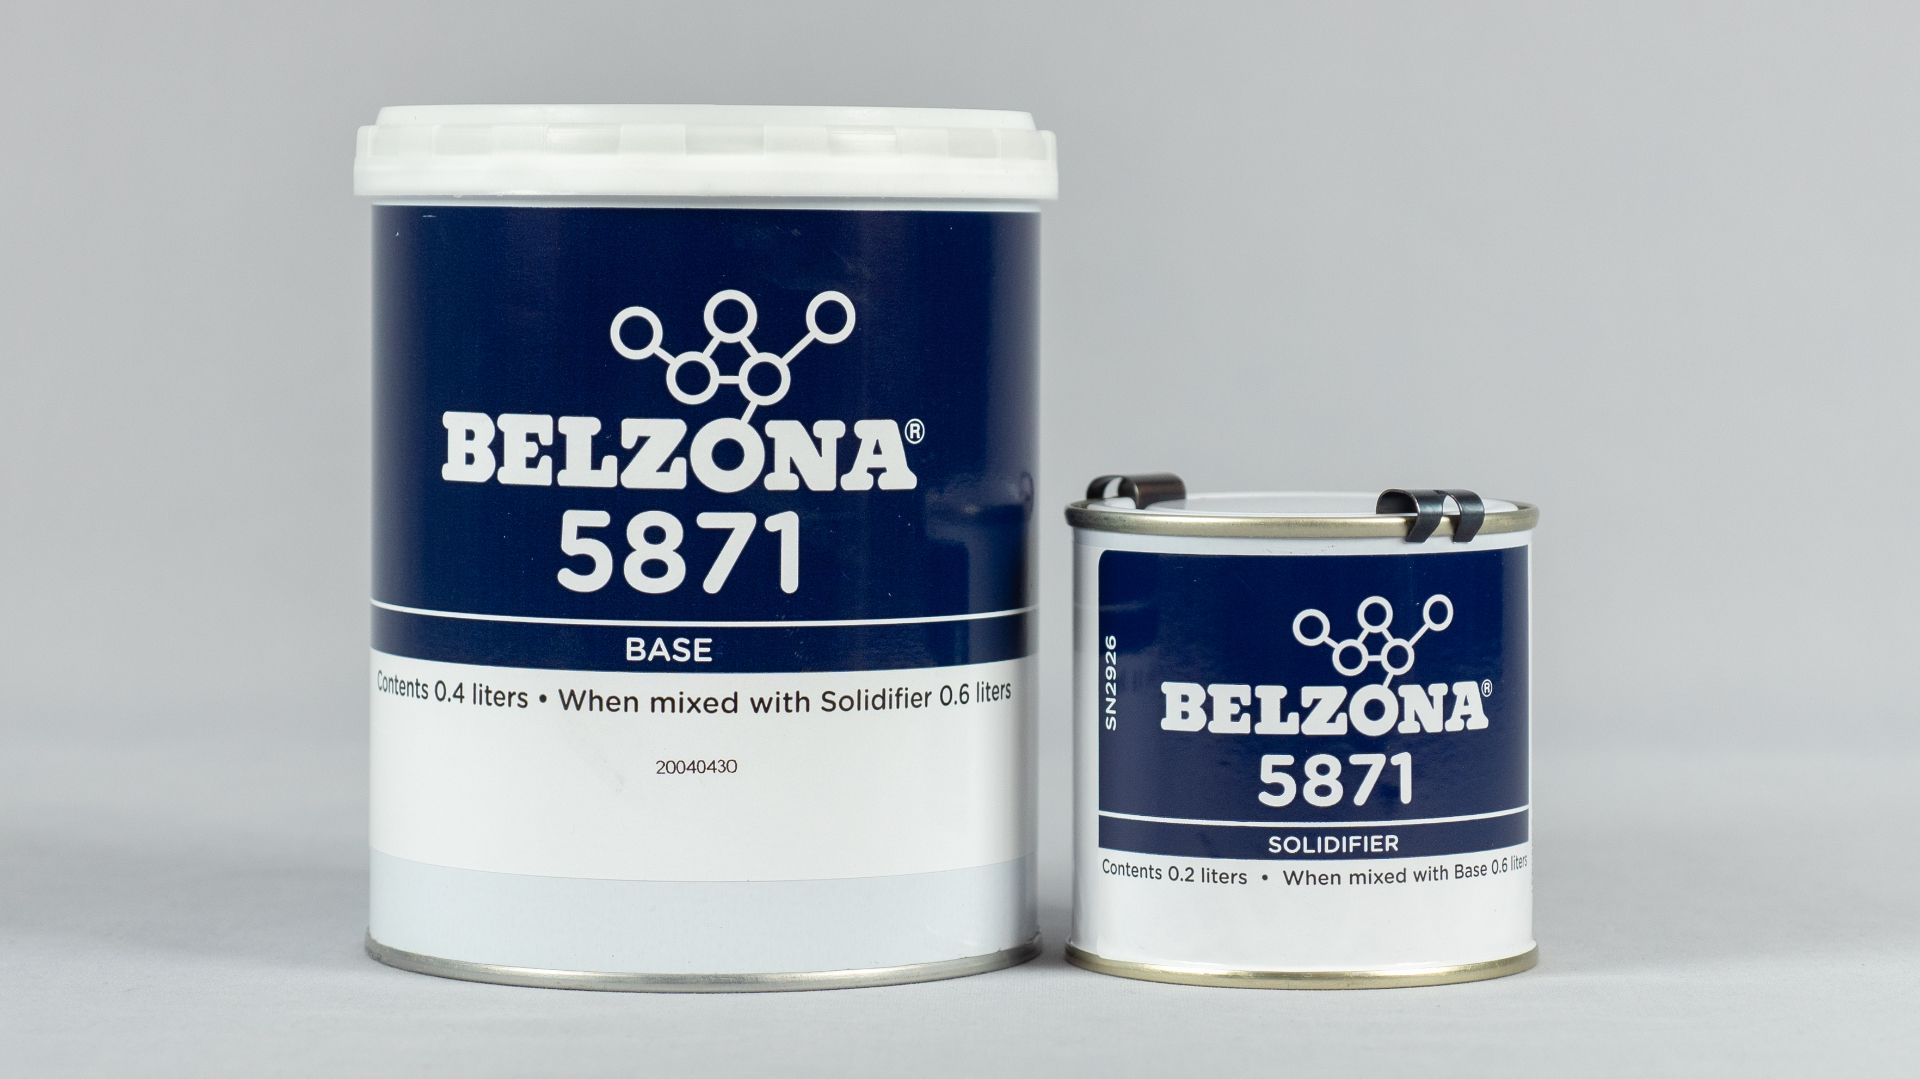 BELZONA®
5871
BASE
Contents 0.4 liters • When mixed with Solidifier 0.6 liters
20040430
SN2926
BELZONA®
5871
SOLIDIFIER
Contents 0.2 liters • When mixed with Base 0.6 liters